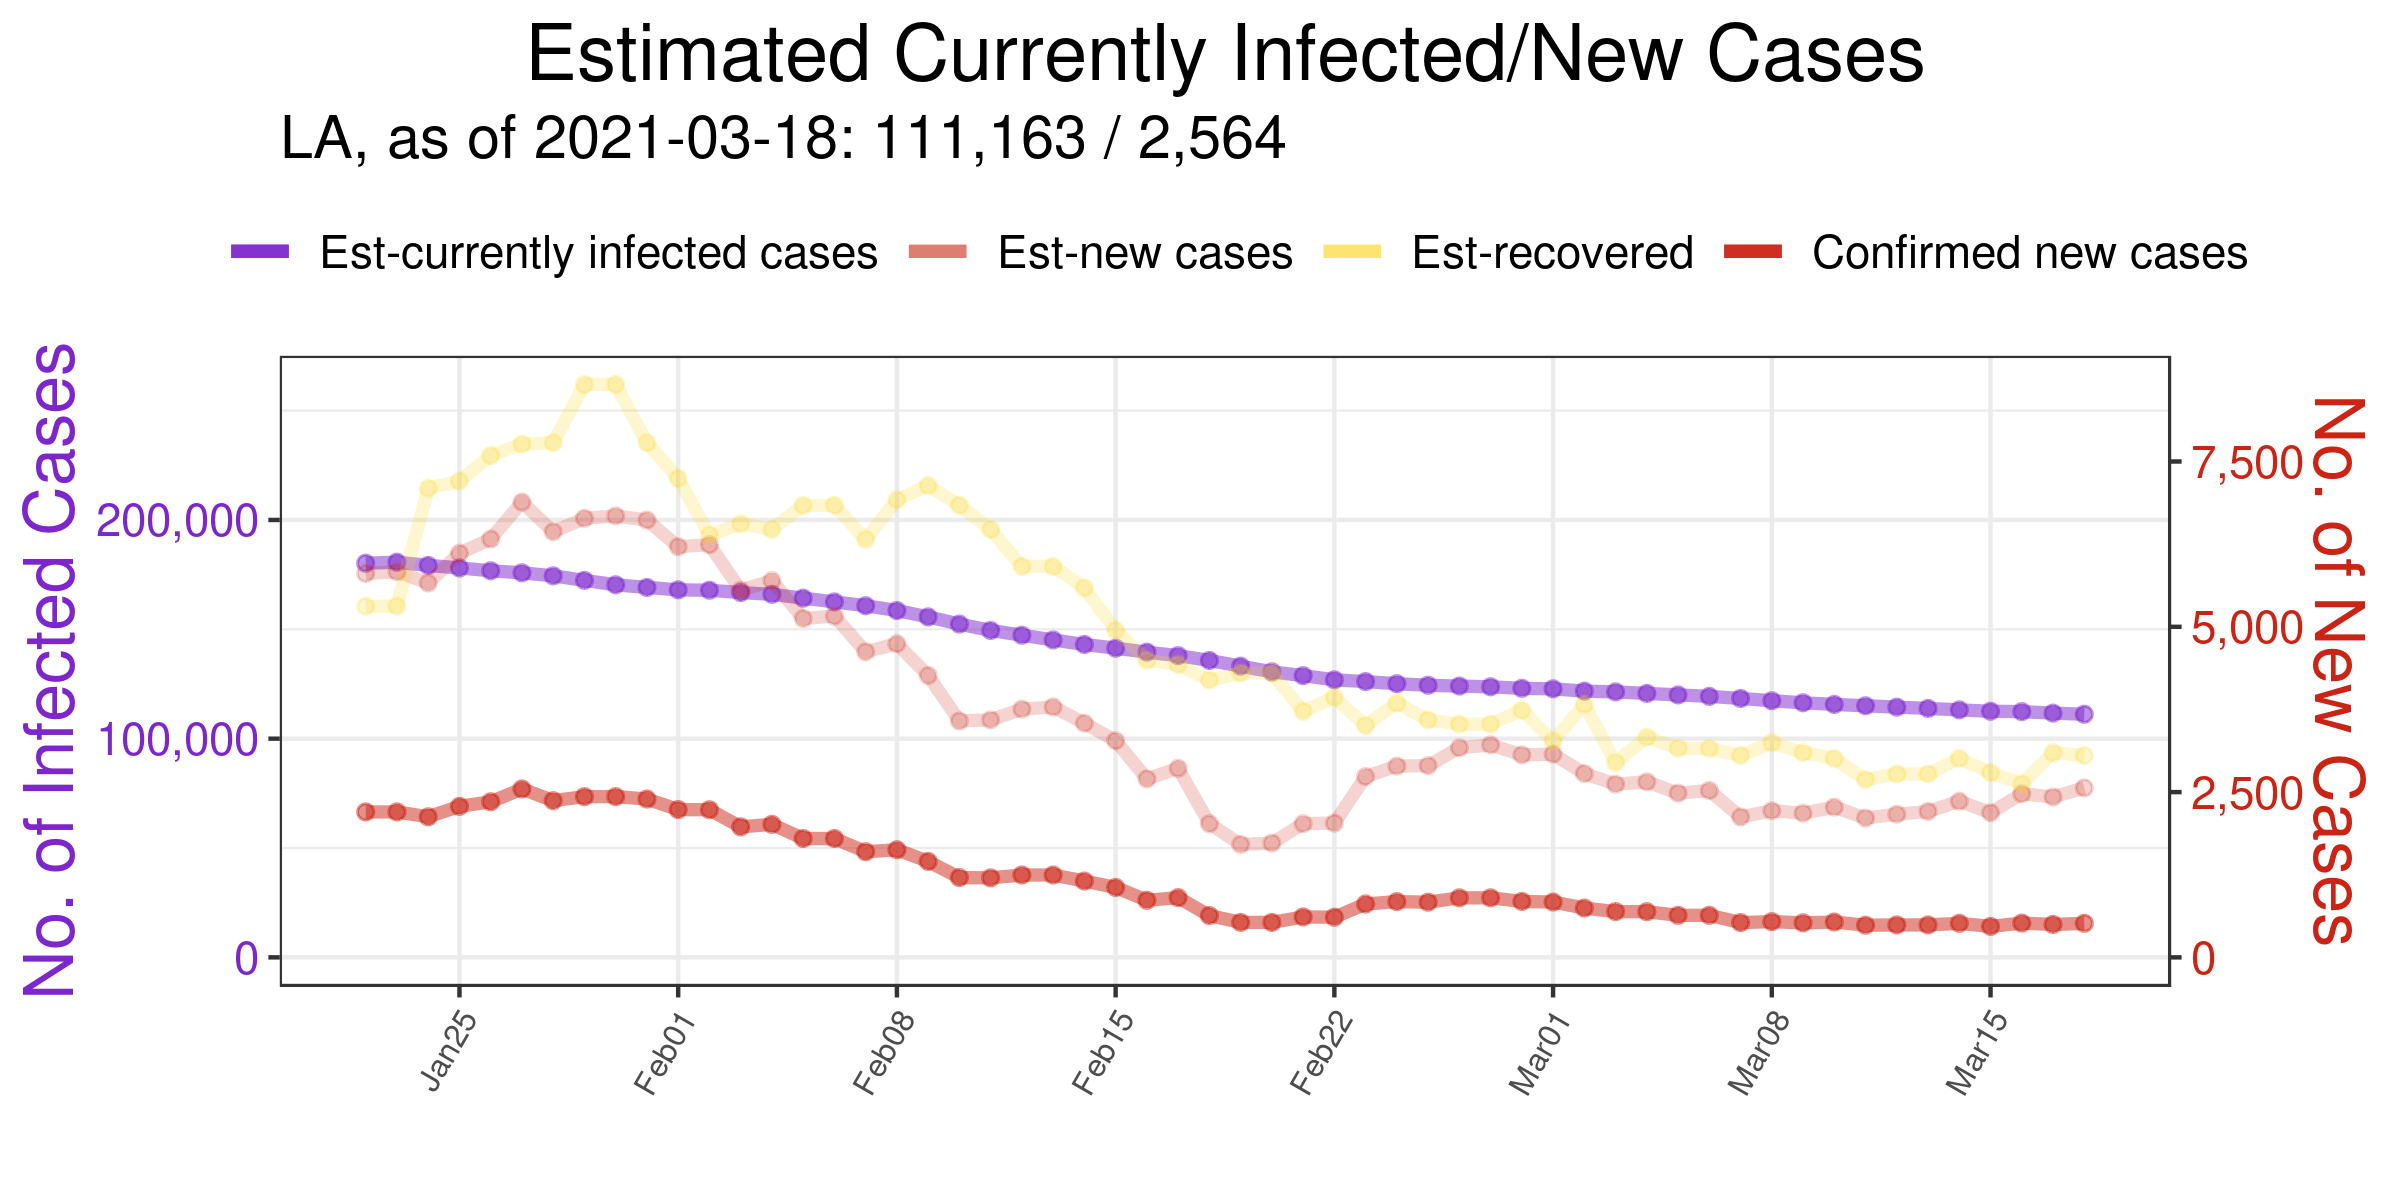 Estimated Currently Infected/New Cases
LA, as of 2021-03-18: 111,163 / 2,564
Est-currently infected cases Est-new cases Est-recovered Confirmed new cases
No. of Infected Cases
200,000
100,000
0
7,500
5,000
2,500
0
No. of New Cases
Jan25 Feb01 Feb08 Feb15 Feb22 Mar01 Mar08 Mar15